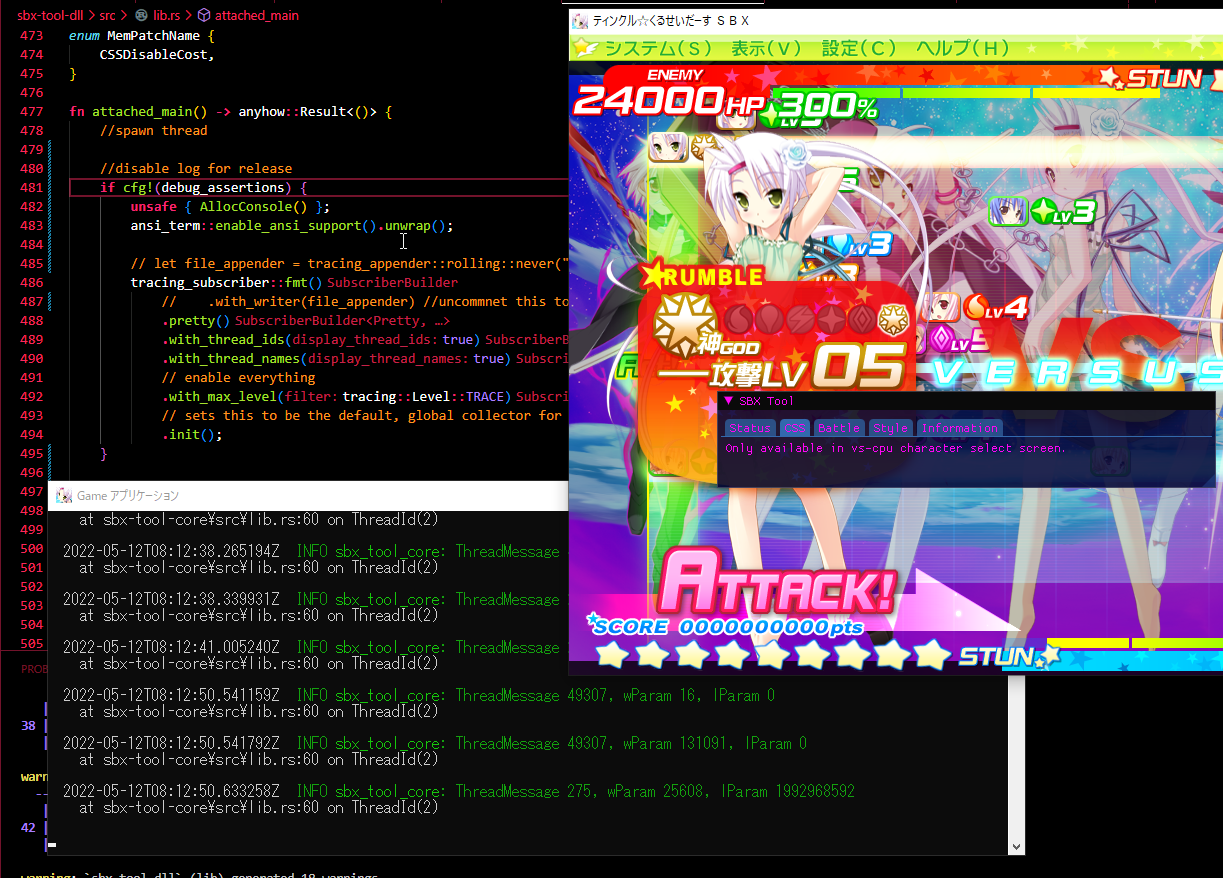 sbx-tool-dll > src > lib.rs > attached_main
473 enum MemPatchName {
474 CSSDisableCost,
475 }
476
477 fn attached_main() -> anyhow::Result<()> {
478 //spawn thread
479
480 //disable log for release
481 if cfg!(debug_assertions) {
482 unsafe { AllocConsole() };
483 ansi_term::enable_ansi_support().unwrap();
484
485 // let file_appender = tracing_appender::rolling::never("
486 tracing_subscriber::fmt() SubscriberBuilder
487 // .with_writer(file_appender) //uncommnet this to
488 .pretty() SubscriberBuilder<Pretty, …>
489 .with_thread_ids(display_thread_ids: true) SubscriberB
490 .with_thread_names(display_thread_names: true) Subscri
491 // enable everything
492 .with_max_level(filter: tracing::Level::TRACE) Subscrib
493 // sets this to be the default, global collector for
494 .init();
495 }
496
497
498
499
500
501
502
503
504
505
PROB
38
warn
--
42
warning: `sbx-tool-dll` (lib) generated 18 warnings
Game アプリケーション
at sbx-tool-core¥src¥lib.rs:60 on ThreadId(2)
2022-05-12T08:12:38.265194Z INFO sbx_tool_core: ThreadMessage
at sbx-tool-core¥src¥lib.rs:60 on ThreadId(2)
2022-05-12T08:12:38.339931Z INFO sbx_tool_core: ThreadMessage
at sbx-tool-core¥src¥lib.rs:60 on ThreadId(2)
2022-05-12T08:12:41.005240Z INFO sbx_tool_core: ThreadMessage
at sbx-tool-core¥src¥lib.rs:60 on ThreadId(2)
2022-05-12T08:12:50.541159Z INFO sbx_tool_core: ThreadMessage 49307, wParam 16, lParam 0
at sbx-tool-core¥src¥lib.rs:60 on ThreadId(2)
2022-05-12T08:12:50.541792Z INFO sbx_tool_core: ThreadMessage 49307, wParam 131091, lParam 0
at sbx-tool-core¥src¥lib.rs:60 on ThreadId(2)
2022-05-12T08:12:50.633258Z INFO sbx_tool_core: ThreadMessage 275, wParam 25608, lParam 1992968592
at sbx-tool-core¥src¥lib.rs:60 on ThreadId(2)
ティンクル☆くるせいだーす ＳＢＸ
システム(S) 表示(V) 設定(C) ヘルプ(H)
ENEMY
24000HP 390%
STUN
LV5
LV3
LV3
RUMBLE
LV4
神GOD
LV5
攻撃LV 05
VS
VERSUS
▼ SBX Tool
Status CSS Battle Style Information
Only available in vs-cpu character select screen.
ATTACK!
SCORE 0000000000pts
STUN